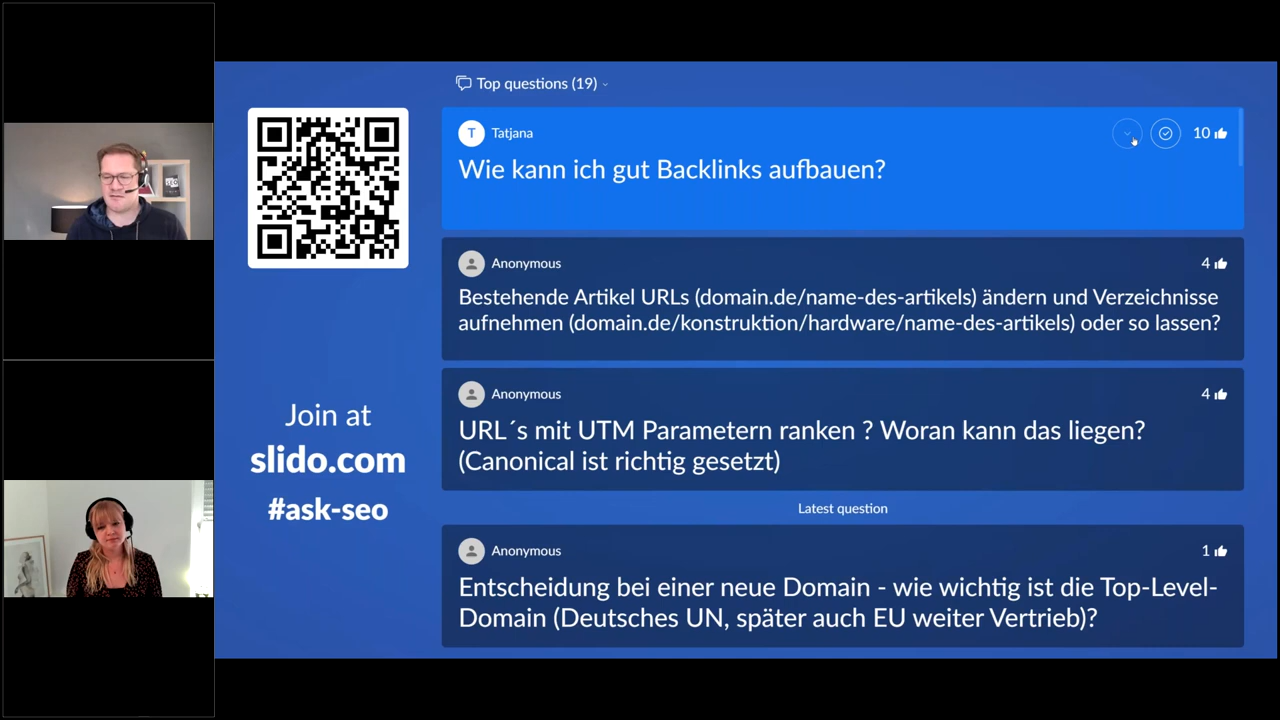 Top questions (19)
T
Tatjana
10
Wie kann ich gut Backlinks aufbauen?
Anonymous
4
Bestehende Artikel URLs (domain.de/name-des-artikels) ändern und Verzeichnisse
aufnehmen (domain.de/konstruktion/hardware/name-des-artikels) oder so lassen?
Anonymous
4
URL´s mit UTM Parametern ranken ? Woran kann das liegen?
(Canonical ist richtig gesetzt)
Latest question
Anonymous
1
Entscheidung bei einer neue Domain - wie wichtig ist die Top-Level-
Domain (Deutsches UN, später auch EU weiter Vertrieb)?
Join at
slido.com
#ask-seo